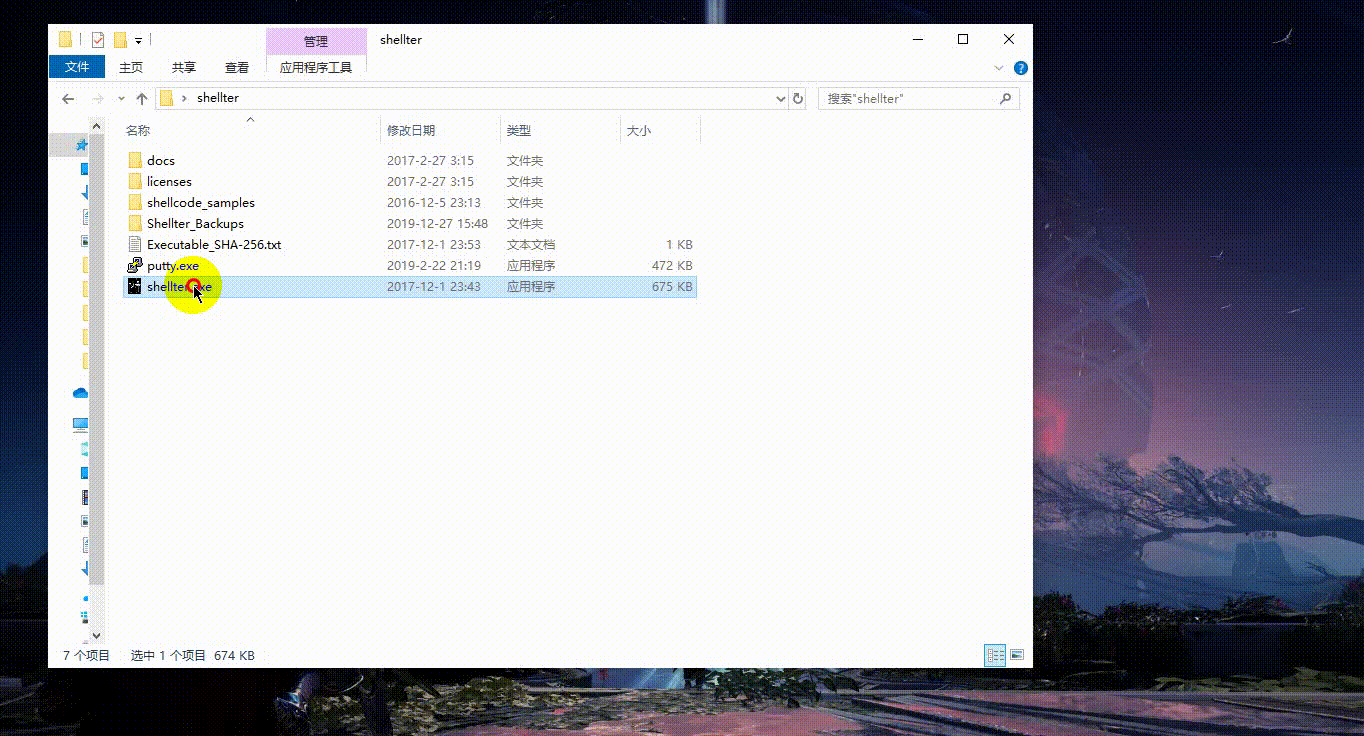 管理 shellter
文件 主页 共享 查看 应用程序工具
shellter 搜索"shellter"
名称 修改日期 类型 大小
docs 2017-2-27 3:15 文件夹
licenses 2017-2-27 3:15 文件夹
shellcode_samples 2016-12-5 23:13 文件夹
Shellter_Backups 2019-12-27 15:48 文件夹
Executable_SHA-256.txt 2017-12-1 23:53 文本文档 1 KB
putty.exe 2019-2-22 21:19 应用程序 472 KB
shellter.exe 2017-12-1 23:43 应用程序 675 KB
7 个项目 选中 1 个项目 674 KB